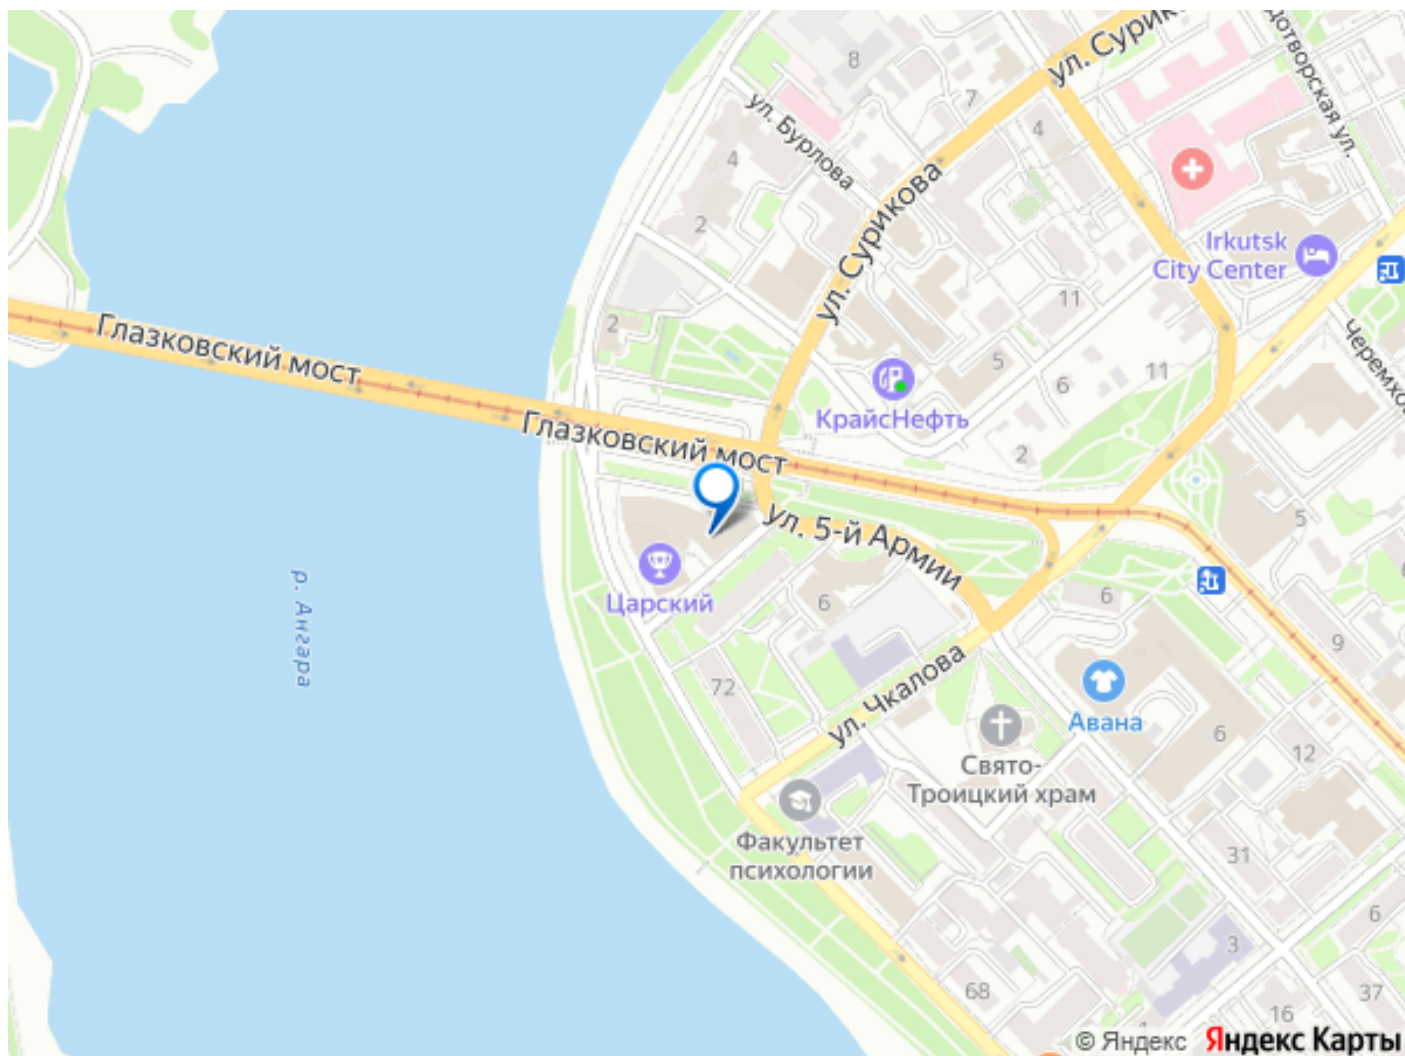 ул. Сурик
8
7
ул. Бурлова
4
4
ул. Сурикова
2
Irkutsk
City Center
11
2
Глазковский мост
5
6
11
КрайсНефть
Глазковский мост
2
ул. 5-й Армии
5
Царский
6
6
9
р. Ангара
72
ул. Чкалова
Авана
6
12
Свято-
Троицкий храм
Факультет
психологии
31
6
3
68
37
16
1
© Яндекс
Яндекс Карты